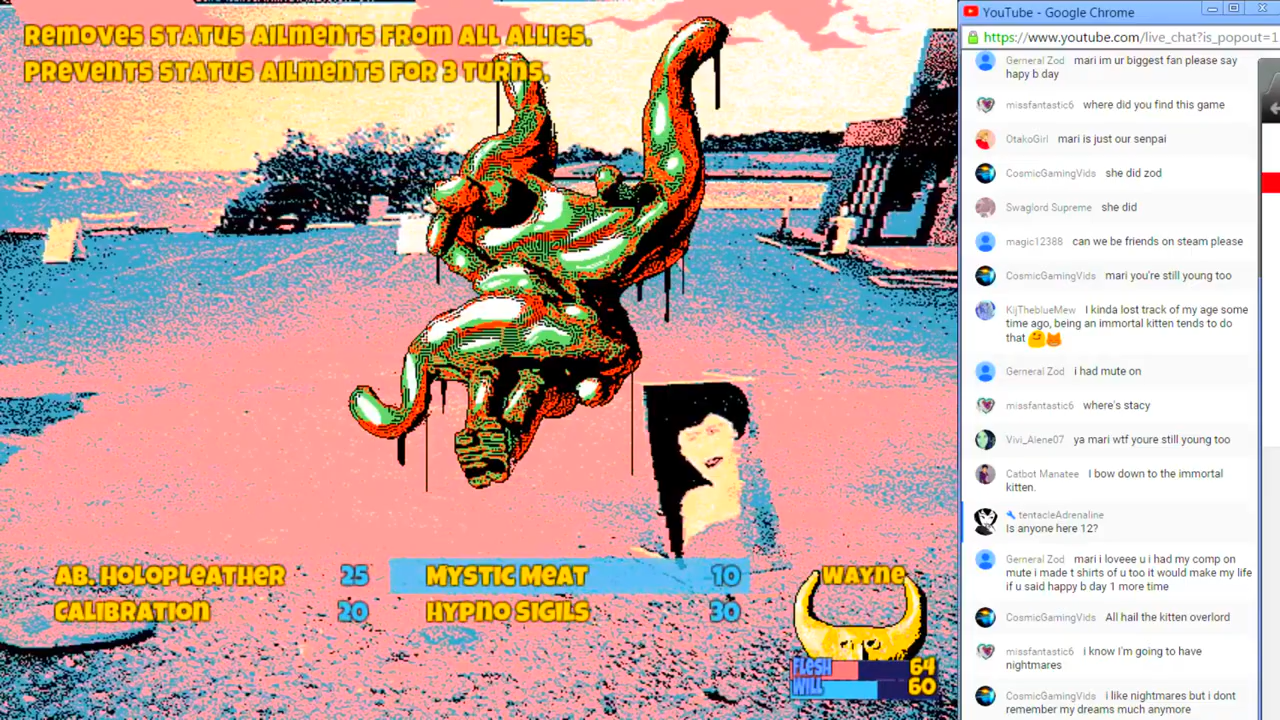 Removes status ailments from all allies.
Prevents status ailments for 3 turns.
AB. Holopleather 25
Mystic Meat 10
Calibration 20
Hypno Sigils 30
Wayne
Flesh 64
Will 60
YouTube - Google Chro
https://www.youtube.com/live_chat?is_popout=1
General Zod mari im ur biggest fan please say
hapy b day
missfantastic6 where did you find this game
OtakoGirl mari is just our senpai
CosmicGamingVids she did zod
Swaglord Supreme she did
magic12388 can we be friends on steam please
CosmicGamingVids mari you're still young too
KijTheblueMew I kinda lost track of my age some
time ago, being an immortal kitten tends to do
that
General Zod i had mute on
missfantastic6 where's stacy
Vivi_Alene07 ya mari wtf youre still young too
Catbot Manatee I bow down to the immortal
kitten.
tentacleAdrenaline
Is anyone here 12?
General Zod mari i loveee u i had my comp on
mute i made t shirts of u too it would make my life
if u said happy b day 1 more time
CosmicGamingVids All hail the kitten overlord
missfantastic6 i know I'm going to have
nightmares
CosmicGamingVids i like nightmares but i dont
remember my dreams much anymore